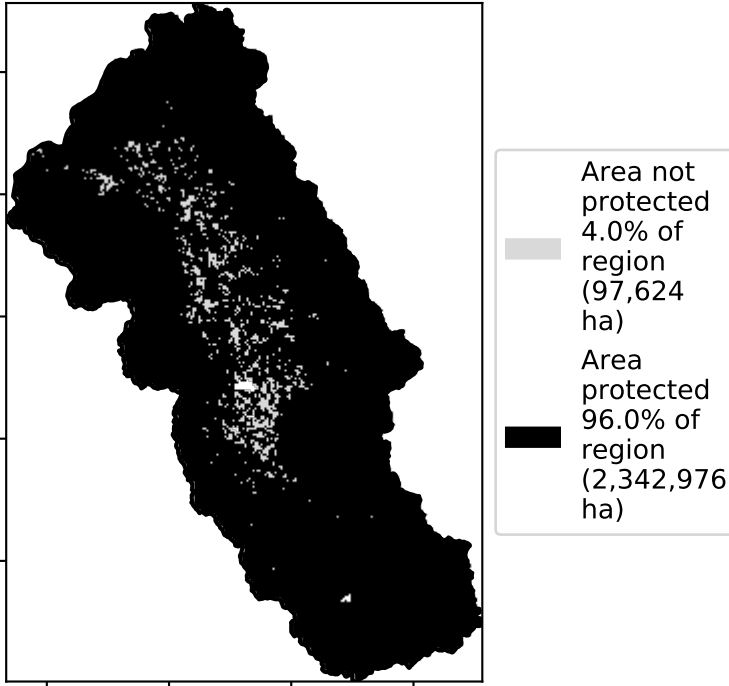 Area not
protected
4.0% of
region
(97,624
ha)
Area
protected
96.0% of
region
(2,342,976
ha)